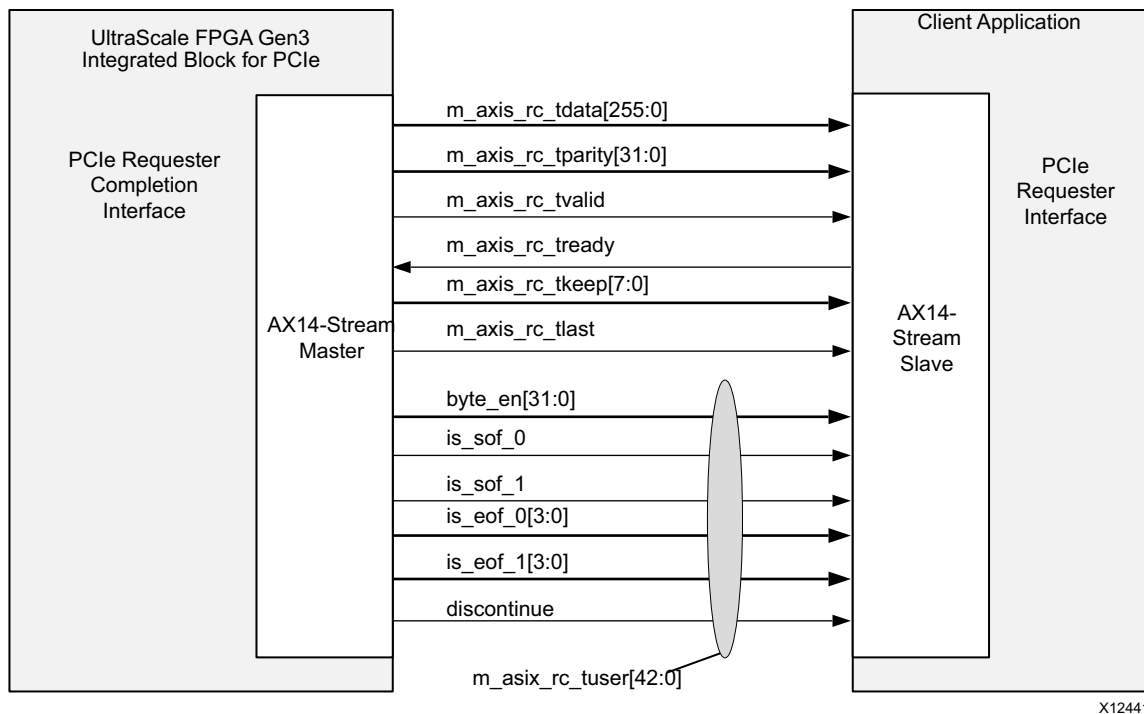 UltraScale FPGA Gen3
Integrated Block for PCIe
Client Application
PCIe Requester
Completion
Interface
AX14-Stream
Master
m_axis_rc_tdata[255:0]
m_axis_rc_tparity[31:0]
m_axis_rc_tvalid
m_axis_rc_tready
m_axis_rc_tkeep[7:0]
m_axis_rc_tlast
byte_en[31:0]
is_sof_0
is_sof_1
is_eof_0[3:0]
is_eof_1[3:0]
discontinue
m_asix_rc_tuser[42:0]
AX14-
Stream
Slave
PCIe
Requester
Interface
X12441